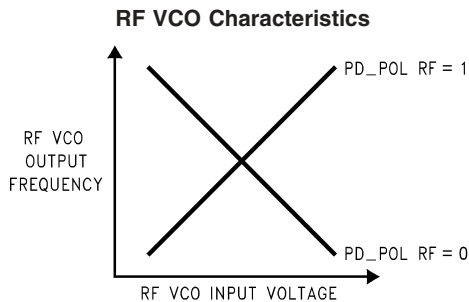 RF VCO Characteristics
PD_POL RF = 1
RF VCO
OUTPUT
FREQUENCY
PD_POL RF = 0
RF VCO INPUT VOLTAGE